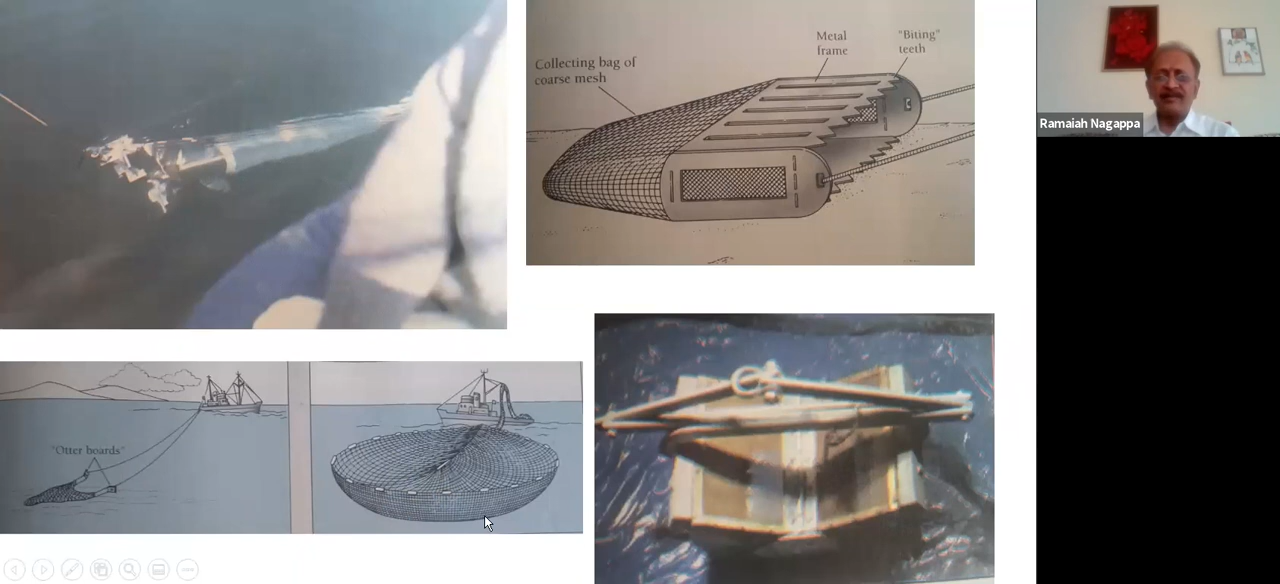 Collecting bag of
coarse mesh
Metal
frame
"Biting"
teeth
Ramaiah Nagappa
"Otter boards"